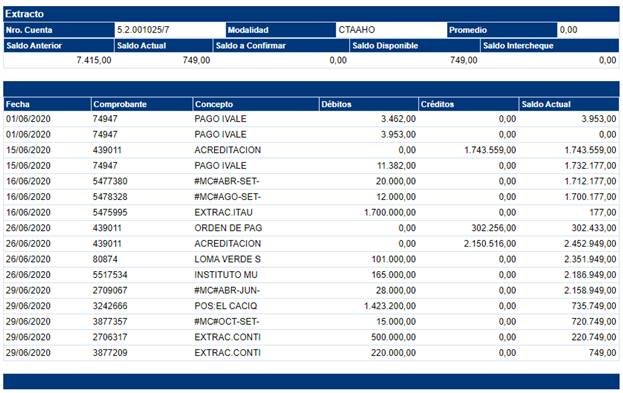 Extracto
Nro. Cuenta 5.2.001025/7 Modalidad CTAAHO Promedio 0,00
Saldo Anterior Saldo Actual Saldo a Confirmar Saldo Disponible Saldo Intercheque
7.415,00 749,00 0,00 749,00 0,00
Fecha Comprobante Concepto Débitos Créditos Saldo Actual
01/06/2020 74947 PAGO IVALE 3.462,00 0,00 3.953,00
01/06/2020 74947 PAGO IVALE 3.953,00 0,00 0,00
15/06/2020 439011 ACREDITACION 0,00 1.743.559,00 1.743.559,00
15/06/2020 74947 PAGO IVALE 11.382,00 0,00 1.732.177,00
16/06/2020 5477380 #MC#ABR-SET- 20.000,00 0,00 1.712.177,00
16/06/2020 5478328 #MC#AGO-SET- 12.000,00 0,00 1.700.177,00
16/06/2020 5475995 EXTRAC.ITAU 1.700.000,00 0,00 177,00
26/06/2020 439011 ORDEN DE PAG 0,00 302.256,00 302.433,00
26/06/2020 439011 ACREDITACION 0,00 2.150.516,00 2.452.949,00
26/06/2020 80874 LOMA VERDE S 101.000,00 0,00 2.351.949,00
26/06/2020 5517534 INSTITUTO MU 165.000,00 0,00 2.186.949,00
29/06/2020 2709067 #MC#ABR-JUN- 28.000,00 0,00 2.158.949,00
29/06/2020 3242666 POS:EL CACIQ 1.423.200,00 0,00 735.749,00
29/06/2020 3877357 #MC#OCT-SET- 15.000,00 0,00 720.749,00
29/06/2020 2706317 EXTRAC.CONTI 500.000,00 0,00 220.749,00
29/06/2020 3877209 EXTRAC.CONTI 220.000,00 0,00 749,00